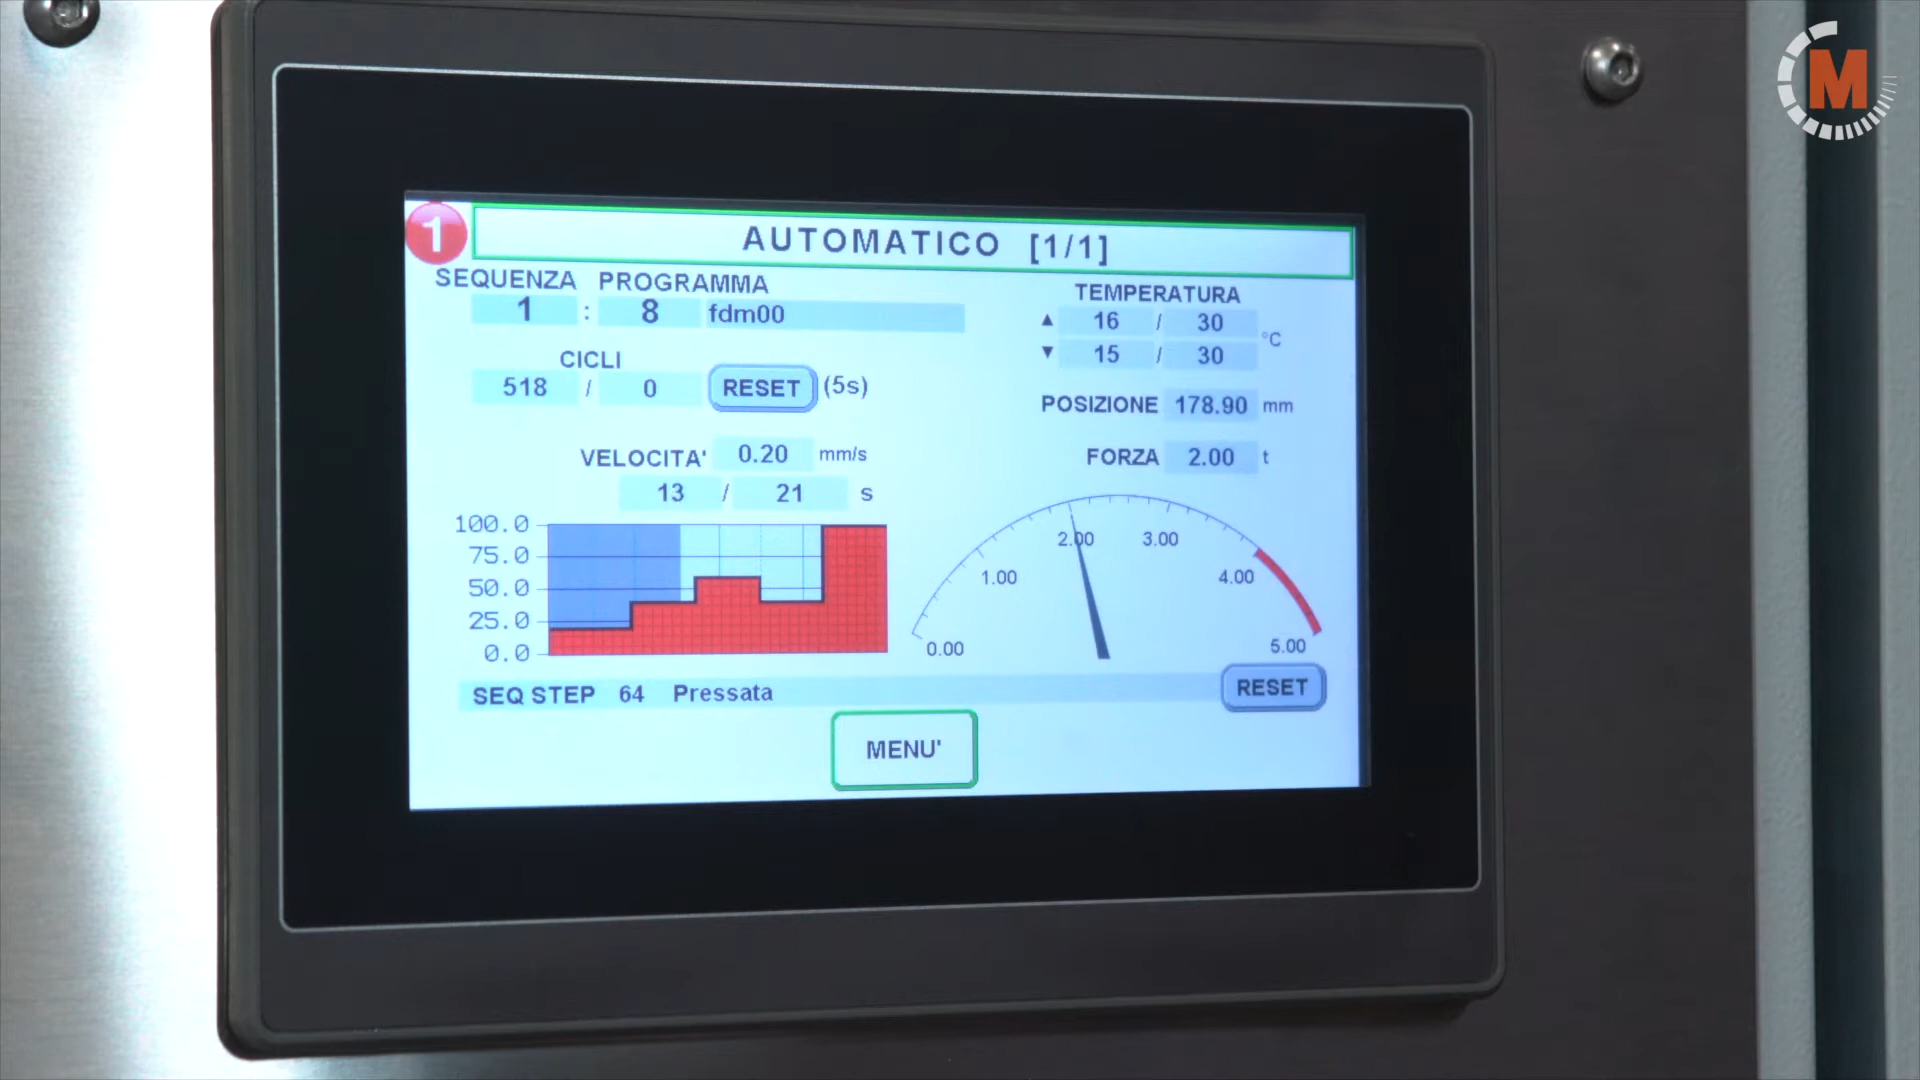 M
1
AUTOMATICO [1/1]
SEQUENZA PROGRAMMA
1 : 8 fdm00
CICLI
518 / 0 RESET (5s)
VELOCITA' 0.20 mm/s
13 / 21 s
100.0
75.0
50.0
25.0
0.0
TEMPERATURA
▲ 16 / 30
°C
▼ 15 / 30
POSIZIONE 178.90 mm
FORZA 2.00 t
0.00 1.00 2.00 3.00 4.00 5.00
SEQ STEP 64 Pressata
RESET
MENU'